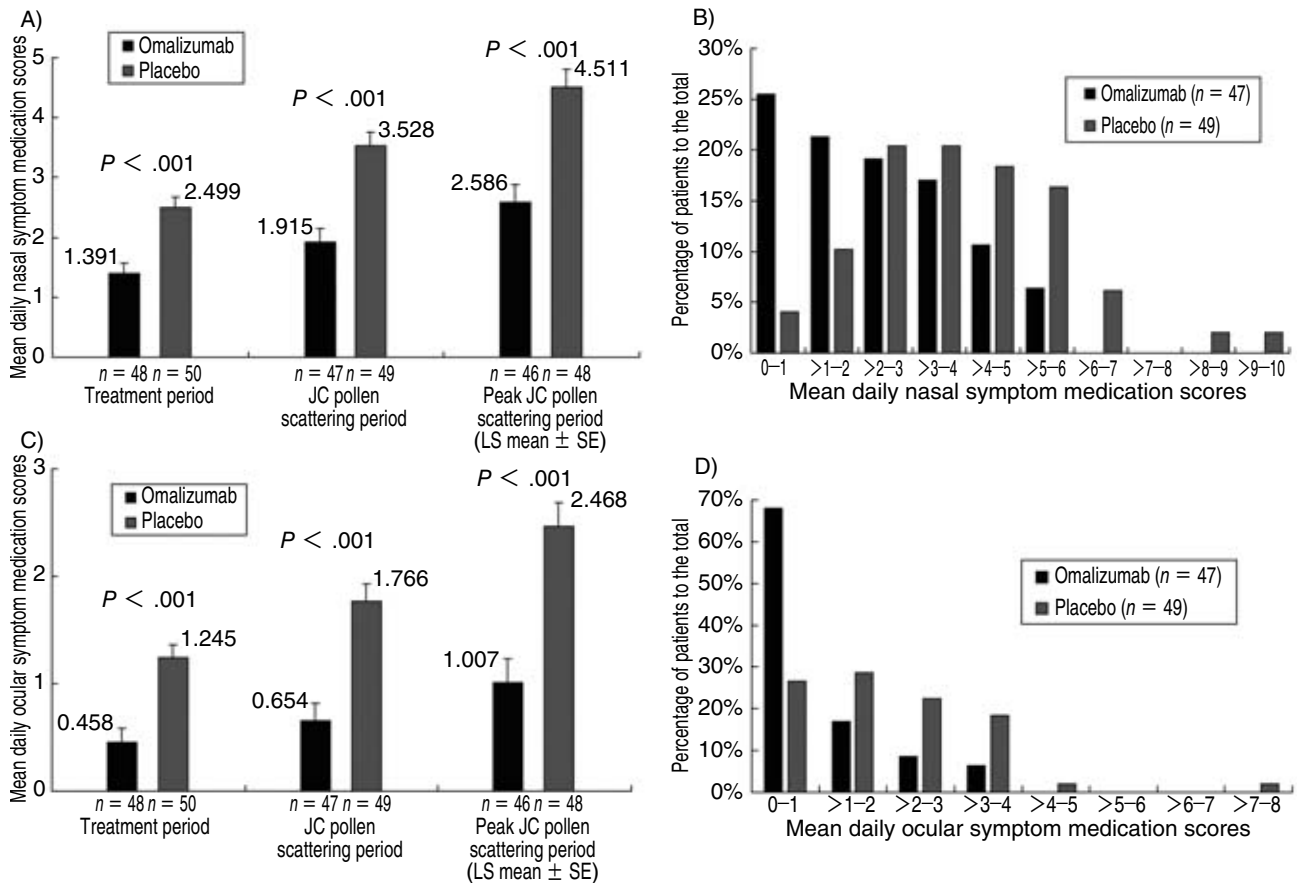 A)
Mean daily nasal symptom medication scores
5
4
3
2
1
0
Omalizumab
Placebo
P < .001
1.391
2.499
P < .001
1.915
3.528
P < .001
2.586
4.511
n = 48 n = 50
Treatment period
n = 47 n = 49
JC pollen
scattering period
n = 46 n = 48
Peak JC pollen
scattering period
(LS mean ± SE)
B)
Percentage of patients to the total
30%
25%
20%
15%
10%
5%
0%
Omalizumab (n = 47)
Placebo (n = 49)
0–1 >1–2 >2–3 >3–4 >4–5 >5–6 >6–7 >7–8 >8–9 >9–10
Mean daily nasal symptom medication scores
C)
Mean daily ocular symptom medication scores
3
2
1
0
Omalizumab
Placebo
P < .001
0.458
1.245
P < .001
0.654
1.766
P < .001
1.007
2.468
n = 48 n = 50
Treatment period
n = 47 n = 49
JC pollen
scattering period
n = 46 n = 48
Peak JC pollen
scattering period
(LS mean ± SE)
D)
Percentage of patients to the total
70%
60%
50%
40%
30%
20%
10%
0%
Omalizumab (n = 47)
Placebo (n = 49)
0–1 >1–2 >2–3 >3–4 >4–5 >5–6 >6–7 >7–8
Mean daily ocular symptom medication scores